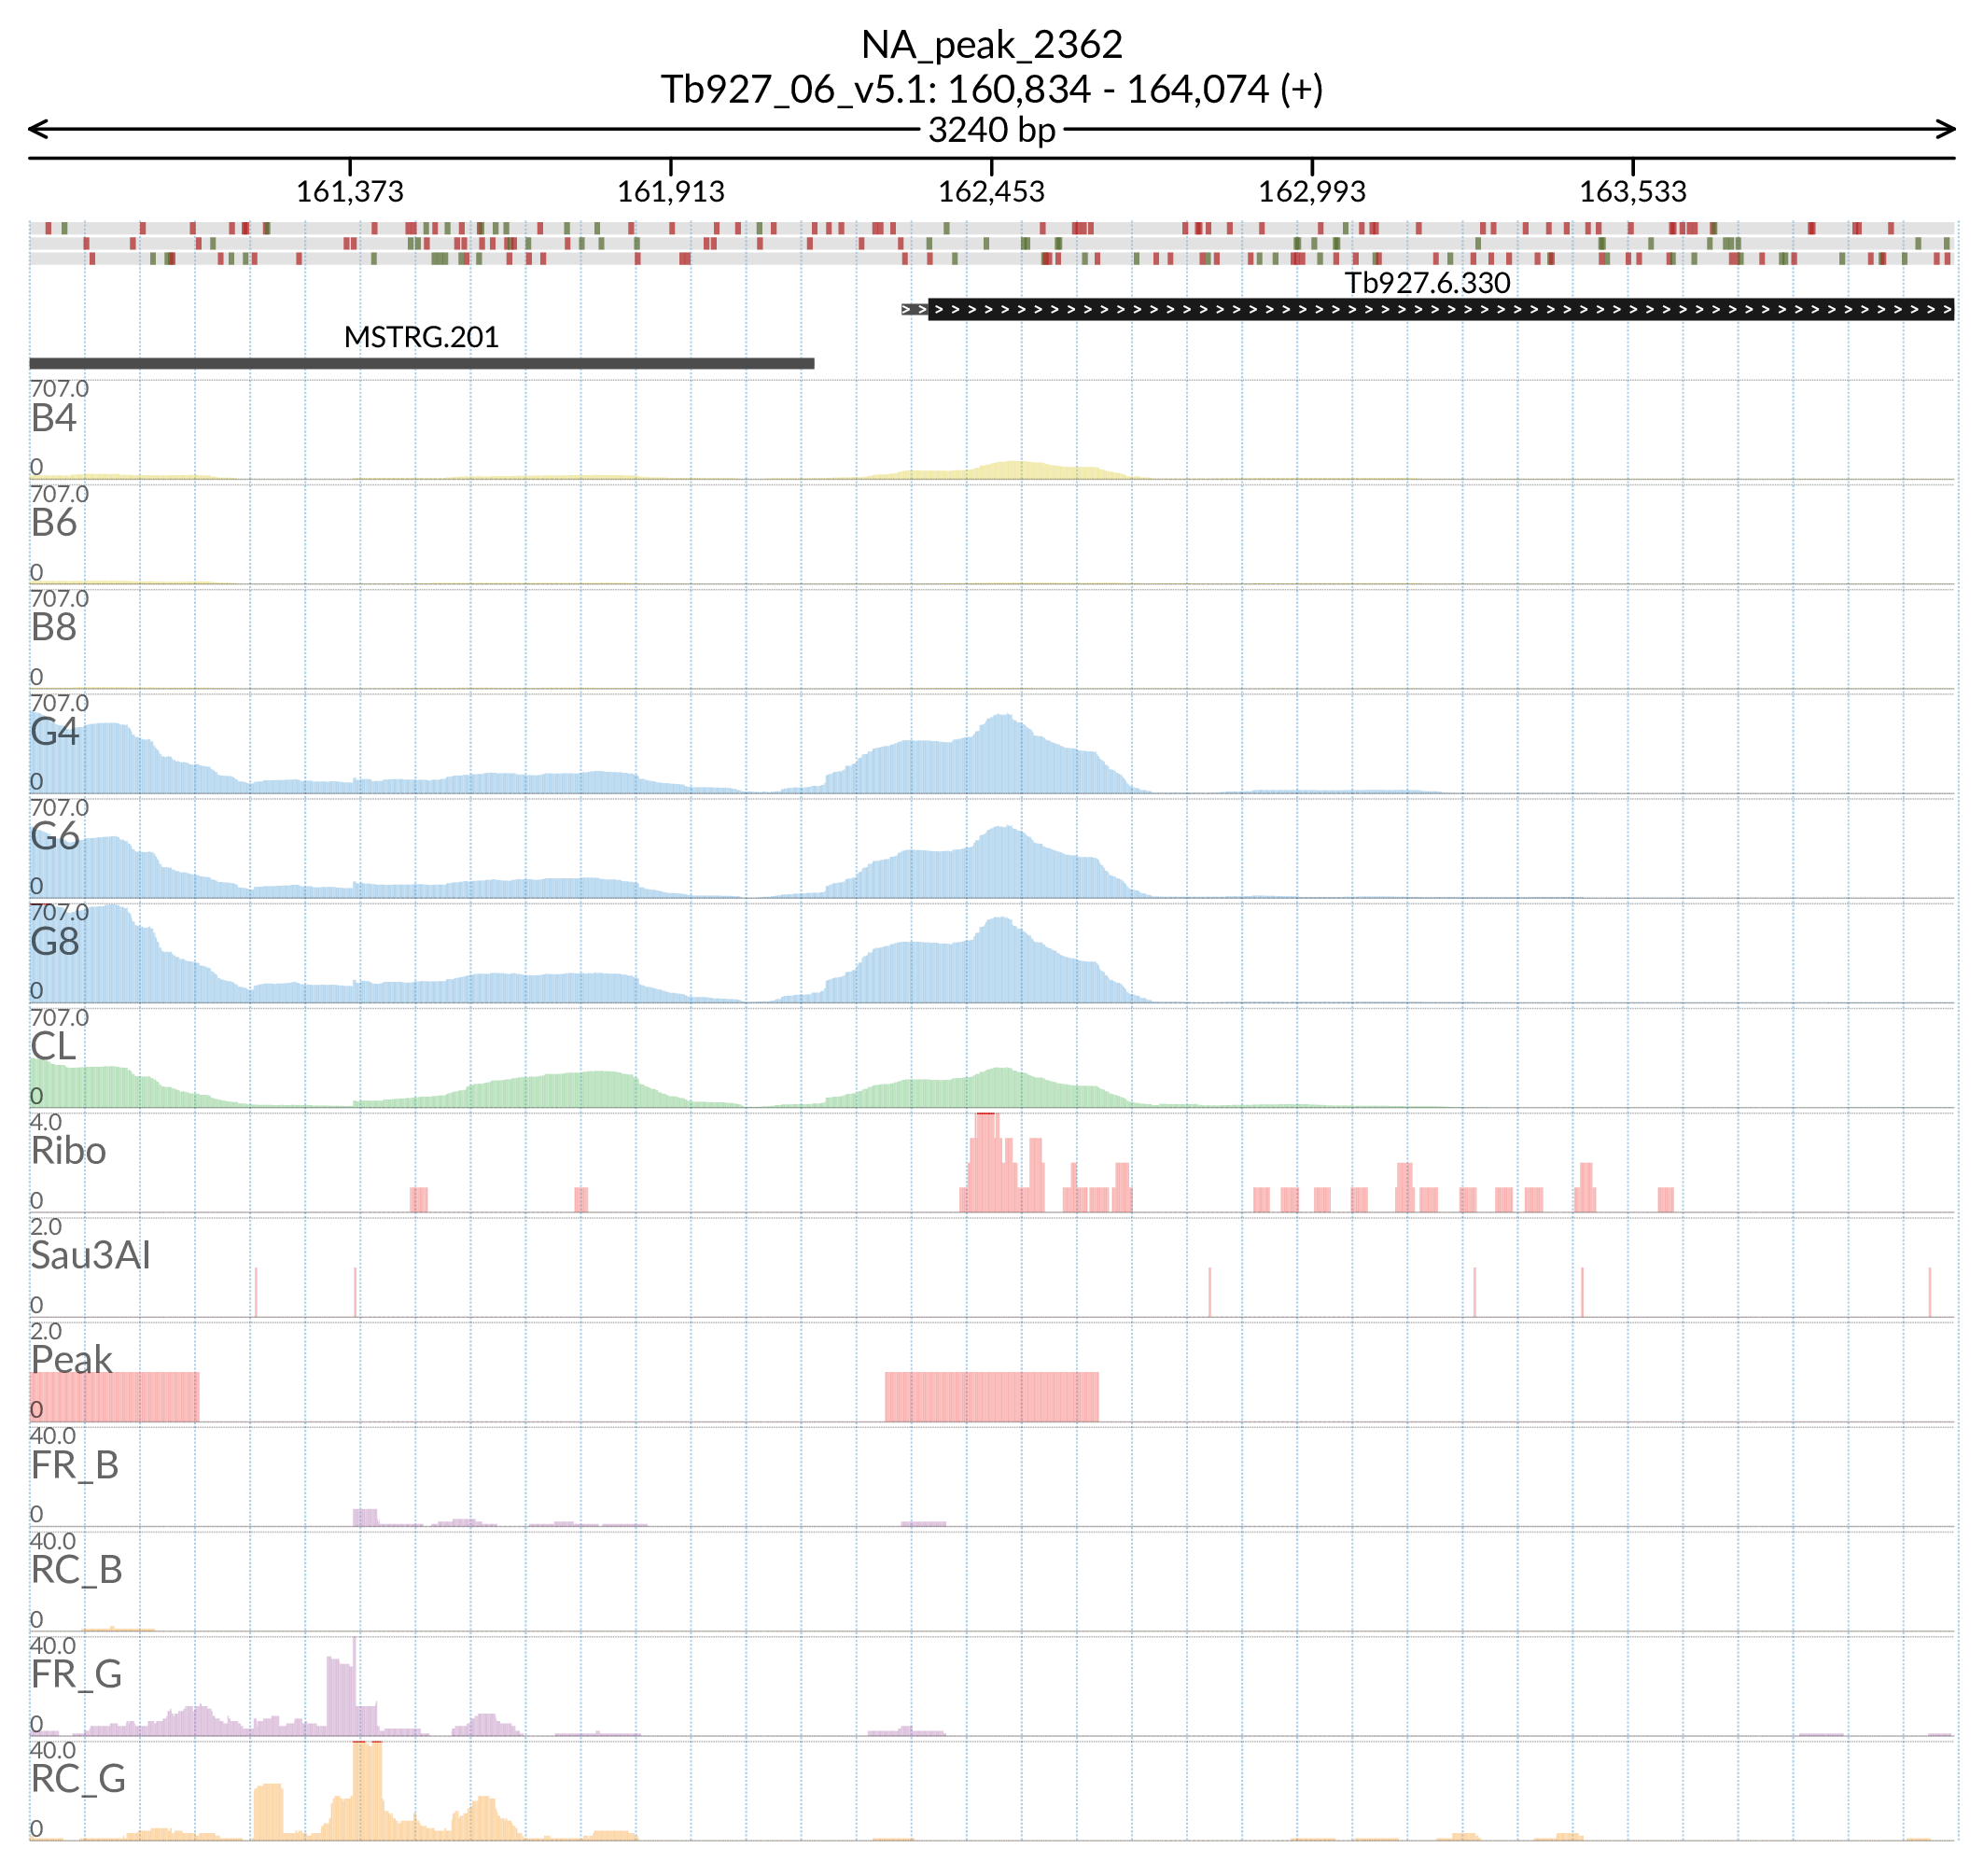 NA_peak_2362
Tb927_06_v5.1: 160,834 - 164,074 (+)
3240 bp
161,373 161,913 162,453 162,993 163,533
Tb927.6.330
MSTRG.201
707.0
B4
0
707.0
B6
0
707.0
B8
0
707.0
G4
0
707.0
G6
0
707.0
G8
0
707.0
CL
0
4.0
Ribo
0
2.0
Sau3AI
0
2.0
Peak
0
40.0
FR_B
0
40.0
RC_B
0
40.0
FR_G
0
40.0
RC_G
0